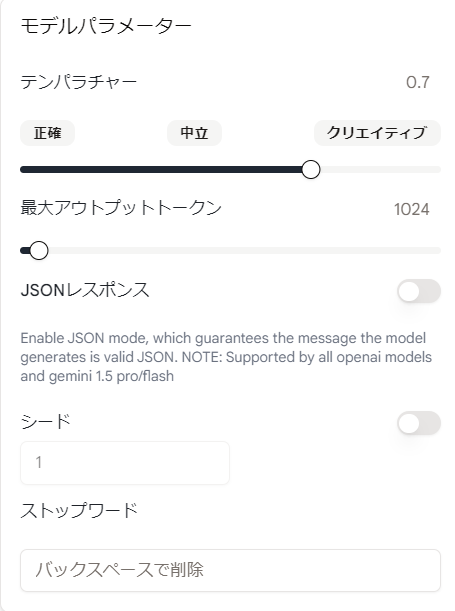 モデルパラメーター
テンパラチャー 0.7
正確 中立 クリエイティブ
最大アウトプットトークン 1024
JSONレスポンス
Enable JSON mode, which guarantees the message the model
generates is valid JSON. NOTE: Supported by all openai models
and gemini 1.5 pro/flash
シード
1
ストップワード
バックスペースで削除